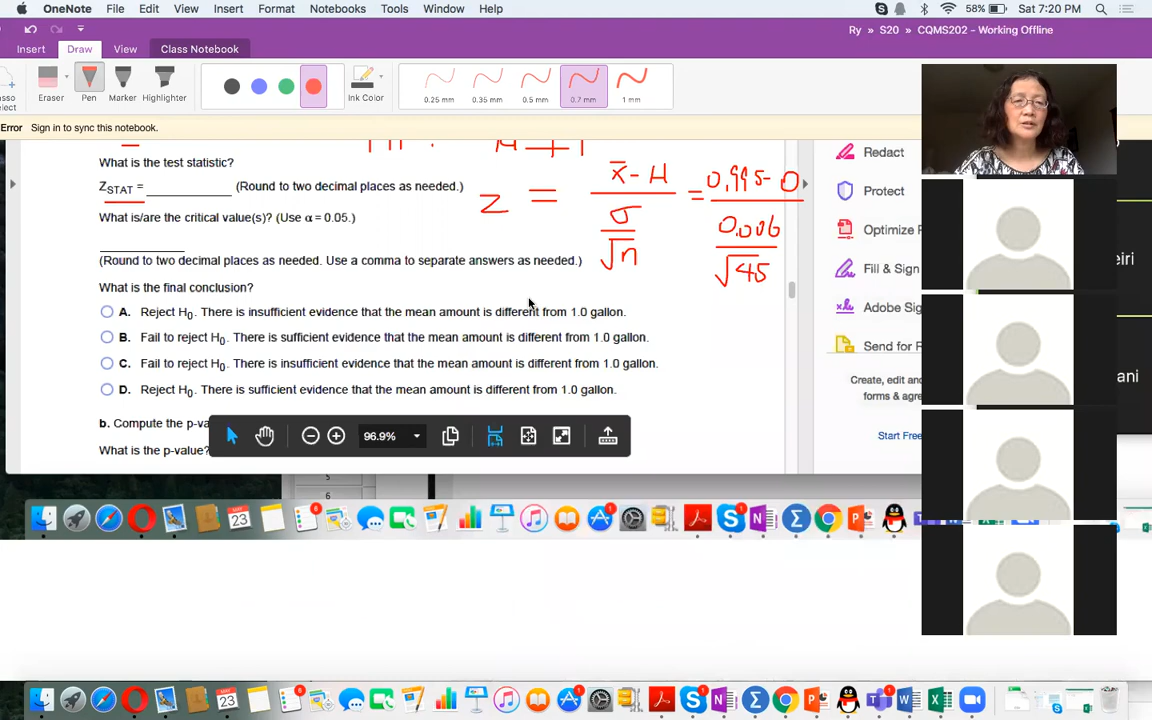 OneNote File Edit View Insert Format Notebooks Tools Window Help 58% Sat 7:20 PM
Ry » S20 » CQMS202 - Working Offline
Insert Draw View Class Notebook
Eraser Pen Marker Highlighter Ink Color 0.25 mm 0.35 mm 0.5 mm 0.7 mm 1 mm
Error Sign in to sync this notebook.
What is the test statistic?
ZSTAT = (Round to two decimal places as needed.)
What is/are the critical value(s)? (Use α = 0.05.)
(Round to two decimal places as needed. Use a comma to separate answers as needed.)
What is the final conclusion?
A. Reject H0. There is insufficient evidence that the mean amount is different from 1.0 gallon.
B. Fail to reject H0. There is sufficient evidence that the mean amount is different from 1.0 gallon.
C. Fail to reject H0. There is insufficient evidence that the mean amount is different from 1.0 gallon.
D. Reject H0. There is sufficient evidence that the mean amount is different from 1.0 gallon.
b. Compute the p-va
What is the p-value?
96.9%
z = x̄ - μ / σ / √n = 0.995 - 0 / 0.006 / √45
Redact
Protect
Optimize
Fill & Sign
Adobe Sig
Send for
Create, edit and
forms & agre
Start Free
eiri
ani
5
6
23
23